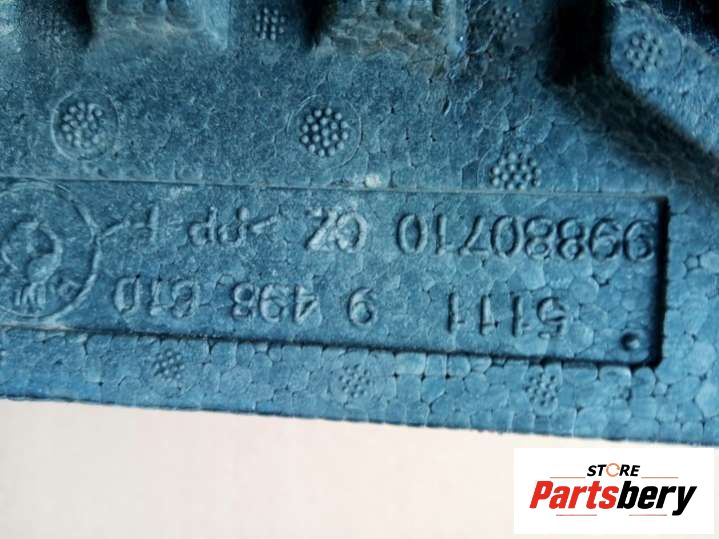 5111 9 498 610
99880710 CZ >PP-E<
STORE
Partsbery